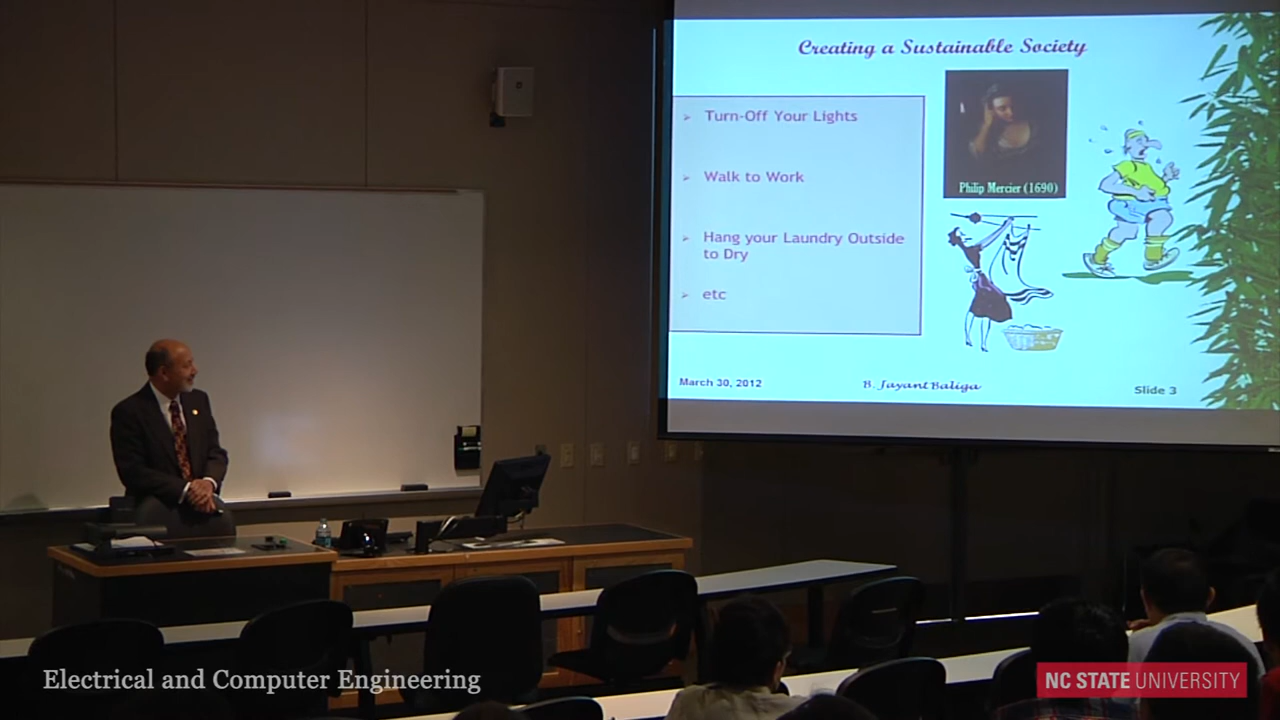 Creating a Sustainable Society
➢ Turn-Off Your Lights
➢ Walk to Work
➢ Hang your Laundry Outside
to Dry
➢ etc
Philip Mercier (1690)
March 30, 2012
B. Jayant Baliga
Slide 3
Electrical and Computer Engineering
NC STATE UNIVERSITY